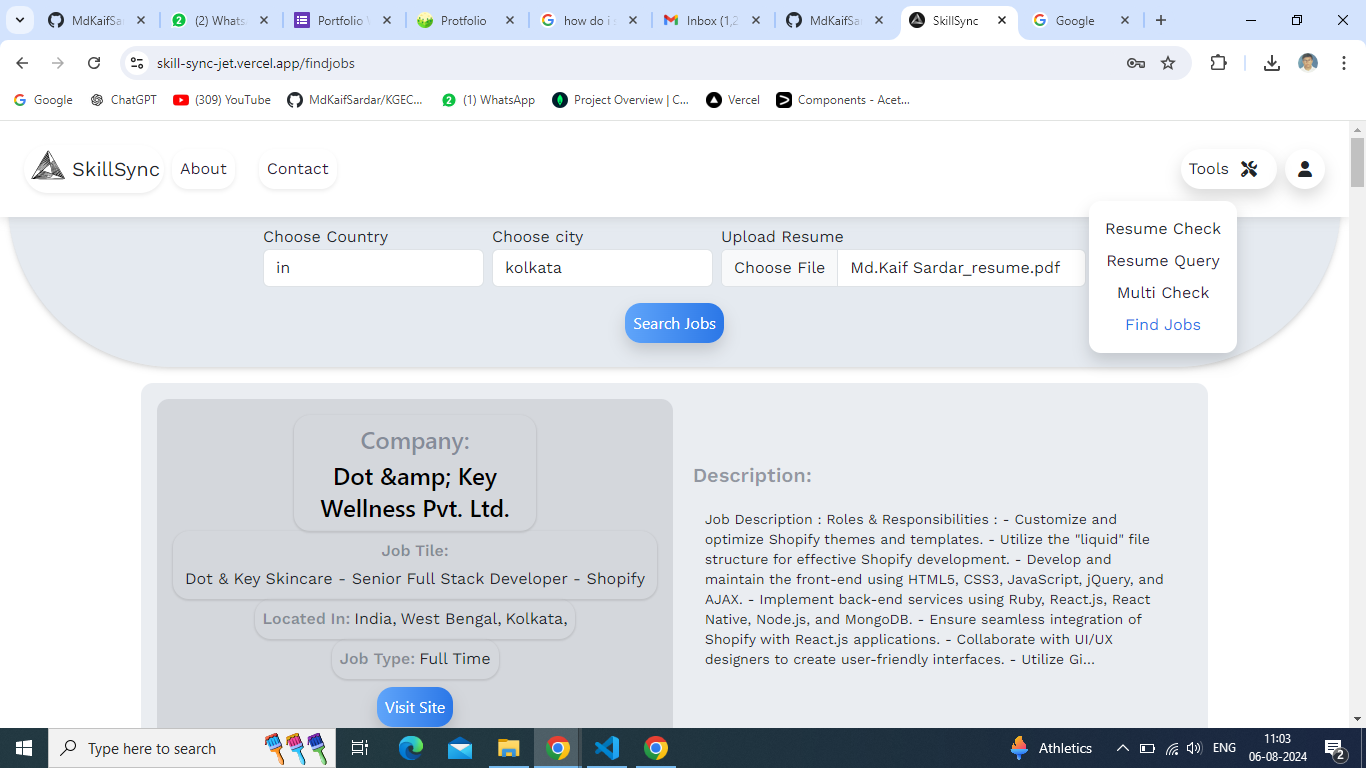 MdKaifSar
(2) Whats
Portfolio V
Protfolio
how do i s
Inbox (1,2
MdKaifSar
SkillSync
Google
skill-sync-jet.vercel.app/findjobs
Google
ChatGPT
(309) YouTube
MdKaifSardar/KGEC...
(1) WhatsApp
Project Overview | C...
Vercel
Components - Acet...
SkillSync
About
Contact
Tools
Resume Check
Resume Query
Multi Check
Find Jobs
Choose Country
Choose city
Upload Resume
in
kolkata
Choose File
Md.Kaif Sardar_resume.pdf
Search Jobs
Company:
Dot &amp;amp; Key
Wellness Pvt. Ltd.
Job Tile:
Dot & Key Skincare - Senior Full Stack Developer - Shopify
Located In: India, West Bengal, Kolkata,
Job Type: Full Time
Visit Site
Description:
Job Description : Roles & Responsibilities : - Customize and
optimize Shopify themes and templates. - Utilize the "liquid" file
structure for effective Shopify development. - Develop and
maintain the front-end using HTML5, CSS3, JavaScript, jQuery, and
AJAX. - Implement back-end services using Ruby, React.js, React
Native, Node.js, and MongoDB. - Ensure seamless integration of
Shopify with React.js applications. - Collaborate with UI/UX
designers to create user-friendly interfaces. - Utilize Gi...
Type here to search
Athletics
ENG
11:03
06-08-2024
2